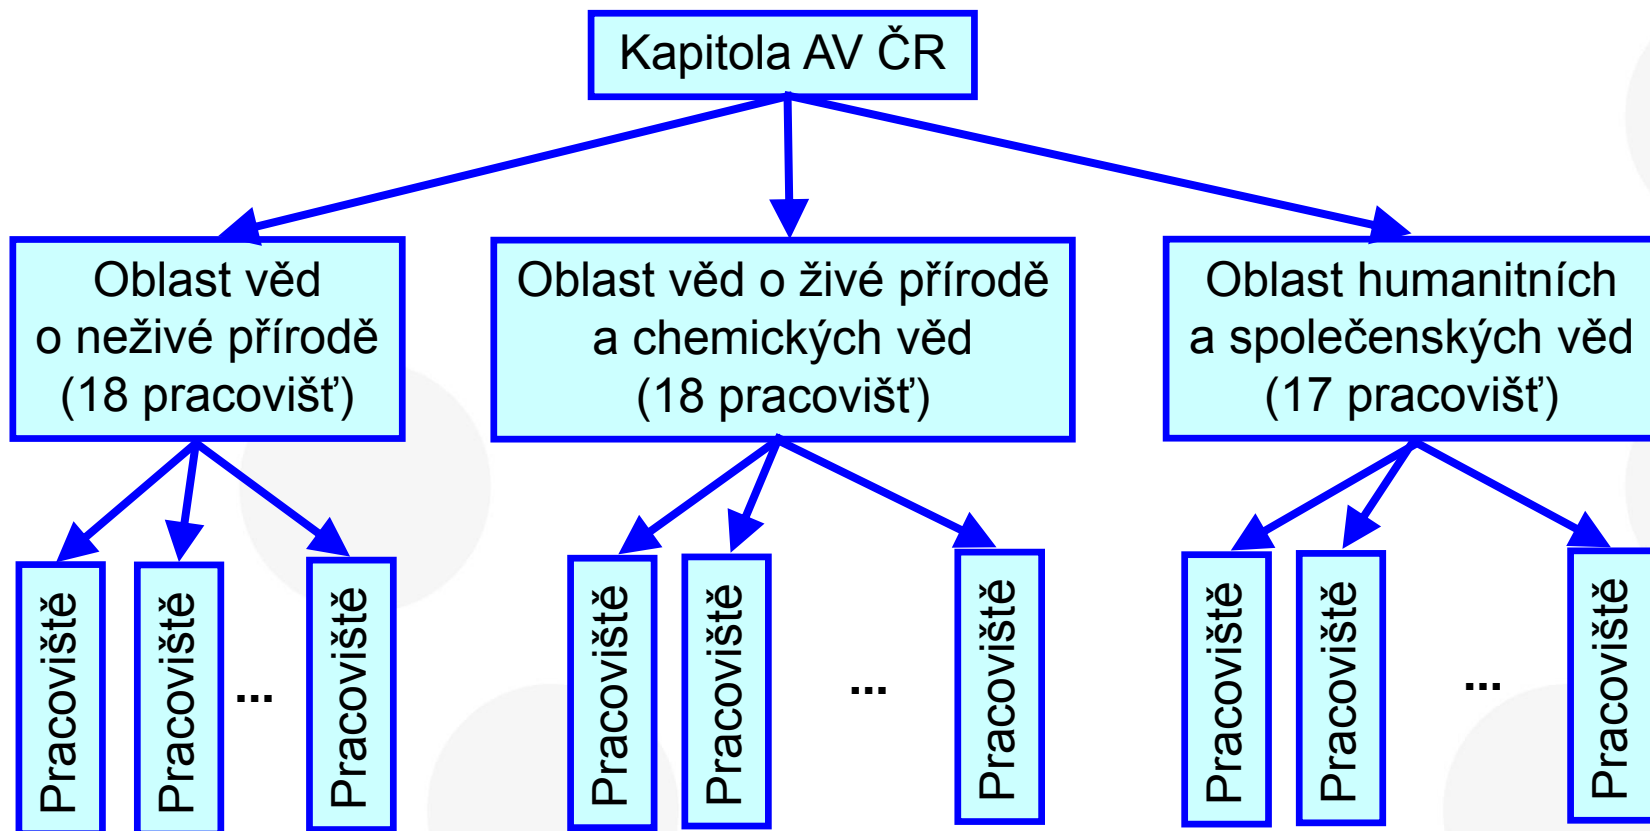 Kapitola AV ČR
Oblast věd
o neživé přírodě
(18 pracovišť)
Oblast věd o živé přírodě
a chemických věd
(18 pracovišť)
Oblast humanitních
a společenských věd
(17 pracovišť)
Pracoviště
Pracoviště
...
Pracoviště
Pracoviště
Pracoviště
...
Pracoviště
Pracoviště
Pracoviště
...
Pracoviště